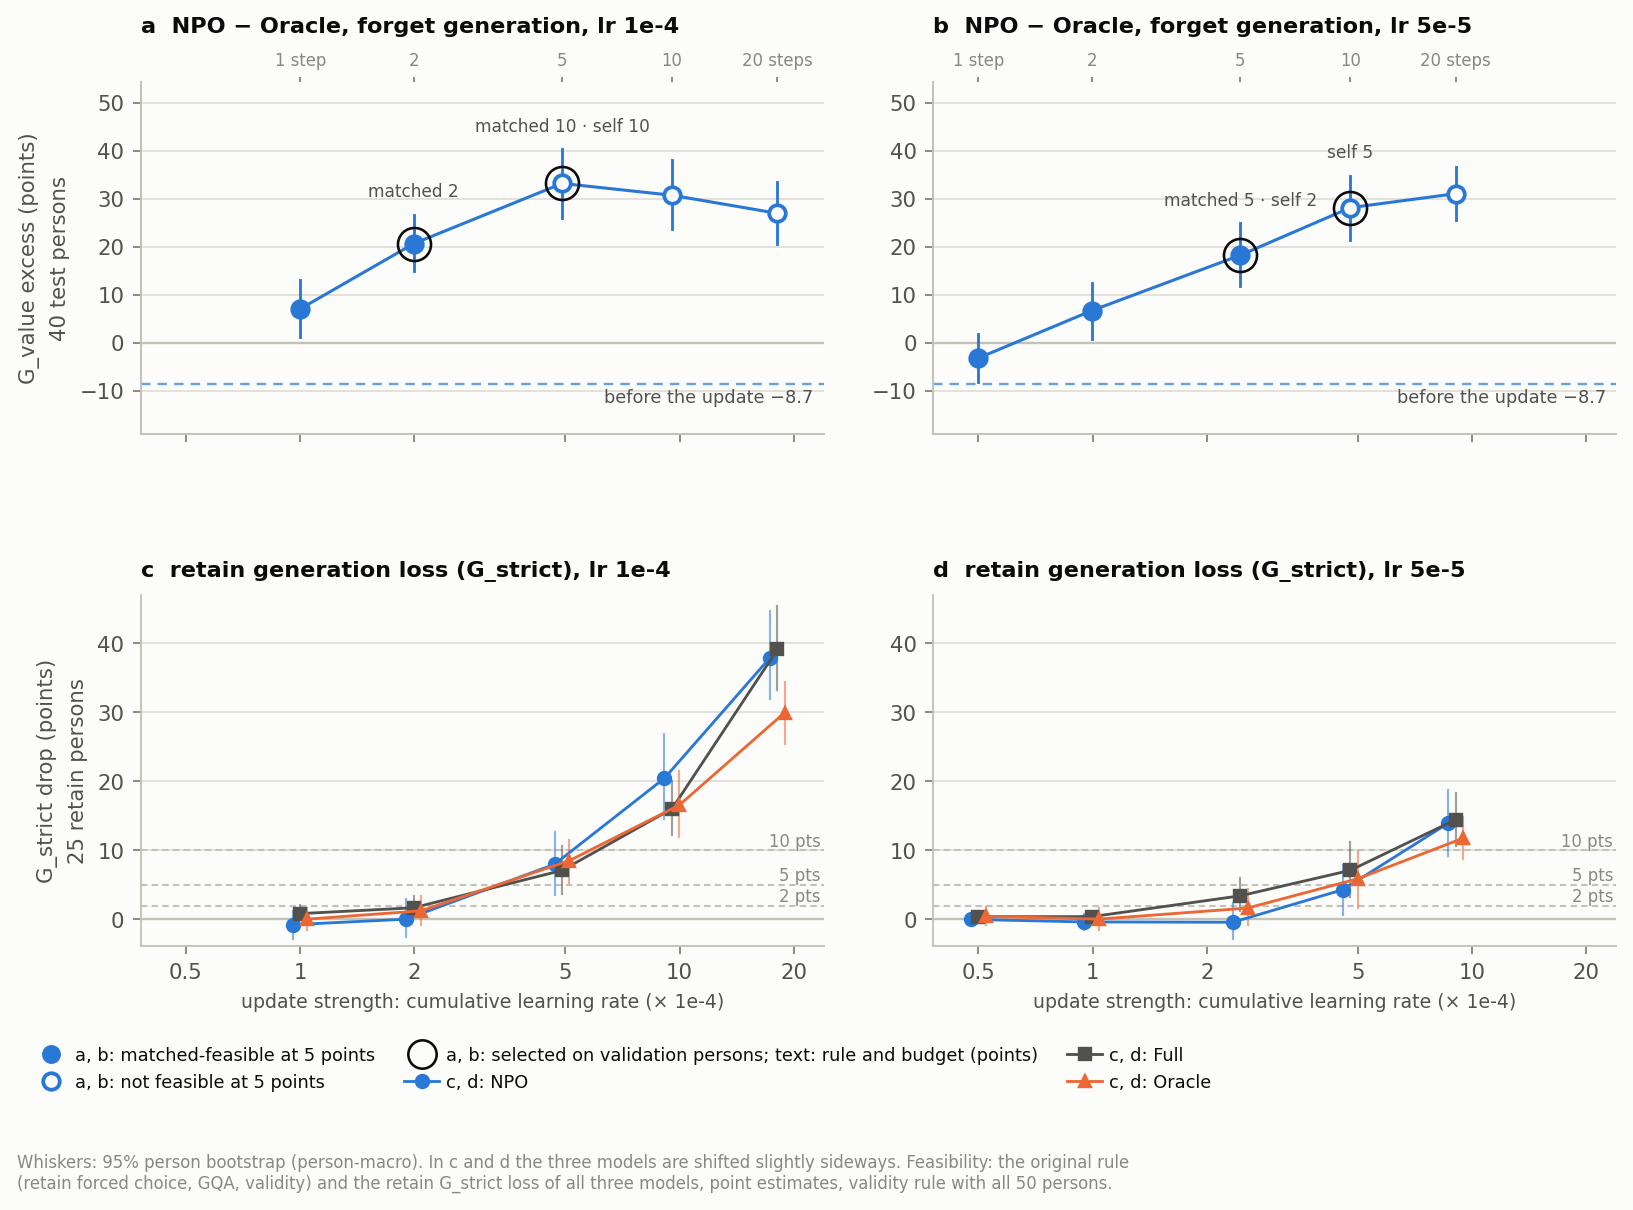 a  NPO − Oracle, forget generation, lr 1e-4
1 step
2
5
10
20 steps
G_value excess (points)
40 test persons
50
40
30
20
10
0
−10
matched 10 · self 10
matched 2
before the update −8.7
b  NPO − Oracle, forget generation, lr 5e-5
1 step
2
5
10
20 steps
50
40
30
20
10
0
−10
self 5
matched 5 · self 2
before the update −8.7
c  retain generation loss (G_strict), lr 1e-4
G_strict drop (points)
25 retain persons
40
30
20
10
0
10 pts
5 pts
2 pts
0.5
1
2
5
10
20
update strength: cumulative learning rate (× 1e-4)
d  retain generation loss (G_strict), lr 5e-5
40
30
20
10
0
10 pts
5 pts
2 pts
0.5
1
2
5
10
20
update strength: cumulative learning rate (× 1e-4)
a, b: matched-feasible at 5 points
a, b: not feasible at 5 points
a, b: selected on validation persons; text: rule and budget (points)
c, d: NPO
c, d: Full
c, d: Oracle
Whiskers: 95% person bootstrap (person-macro). In c and d the three models are shifted slightly sideways. Feasibility: the original rule
(retain forced choice, GQA, validity) and the retain G_strict loss of all three models, point estimates, validity rule with all 50 persons.